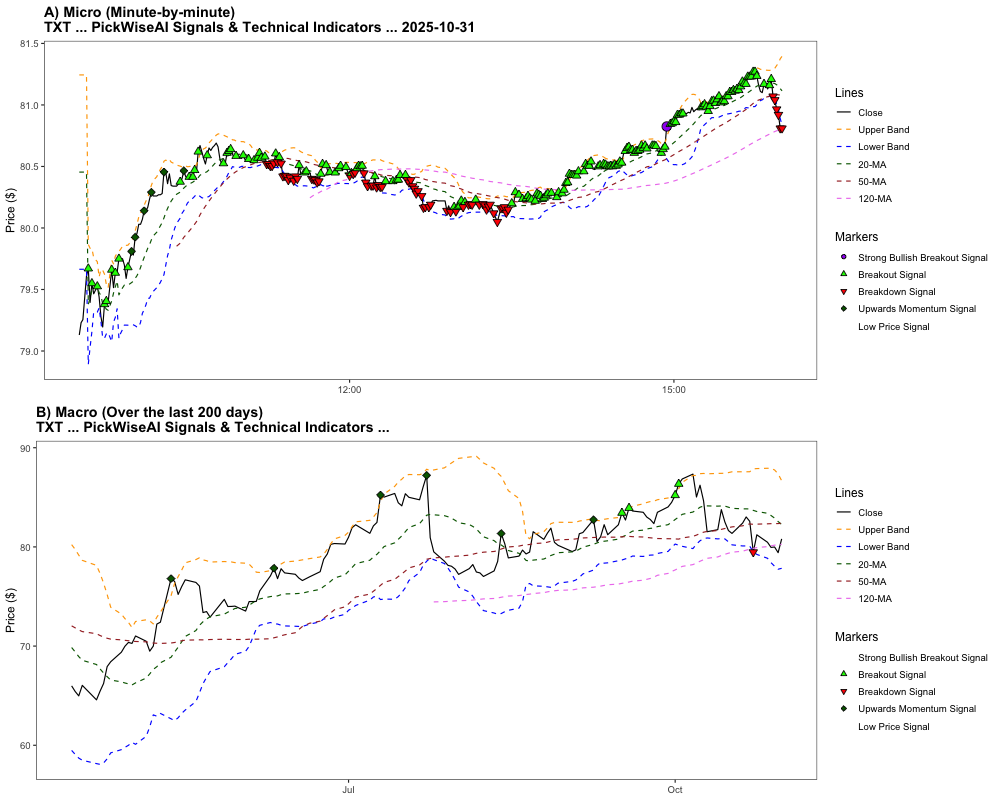 A) Micro (Minute-by-minute)
TXT ... PickWiseAI Signals & Technical Indicators ... 2025-10-31
81.5
81.0
80.5
80.0
79.5
79.0
Price ($)
12:00
15:00
Lines
Close
Upper Band
Lower Band
20-MA
50-MA
120-MA
Markers
Strong Bullish Breakout Signal
Breakout Signal
Breakdown Signal
Upwards Momentum Signal
Low Price Signal
B) Macro (Over the last 200 days)
TXT ... PickWiseAI Signals & Technical Indicators ...
90
80
70
60
Price ($)
Jul
Oct
Lines
Close
Upper Band
Lower Band
20-MA
50-MA
120-MA
Markers
Strong Bullish Breakout Signal
Breakout Signal
Breakdown Signal
Upwards Momentum Signal
Low Price Signal